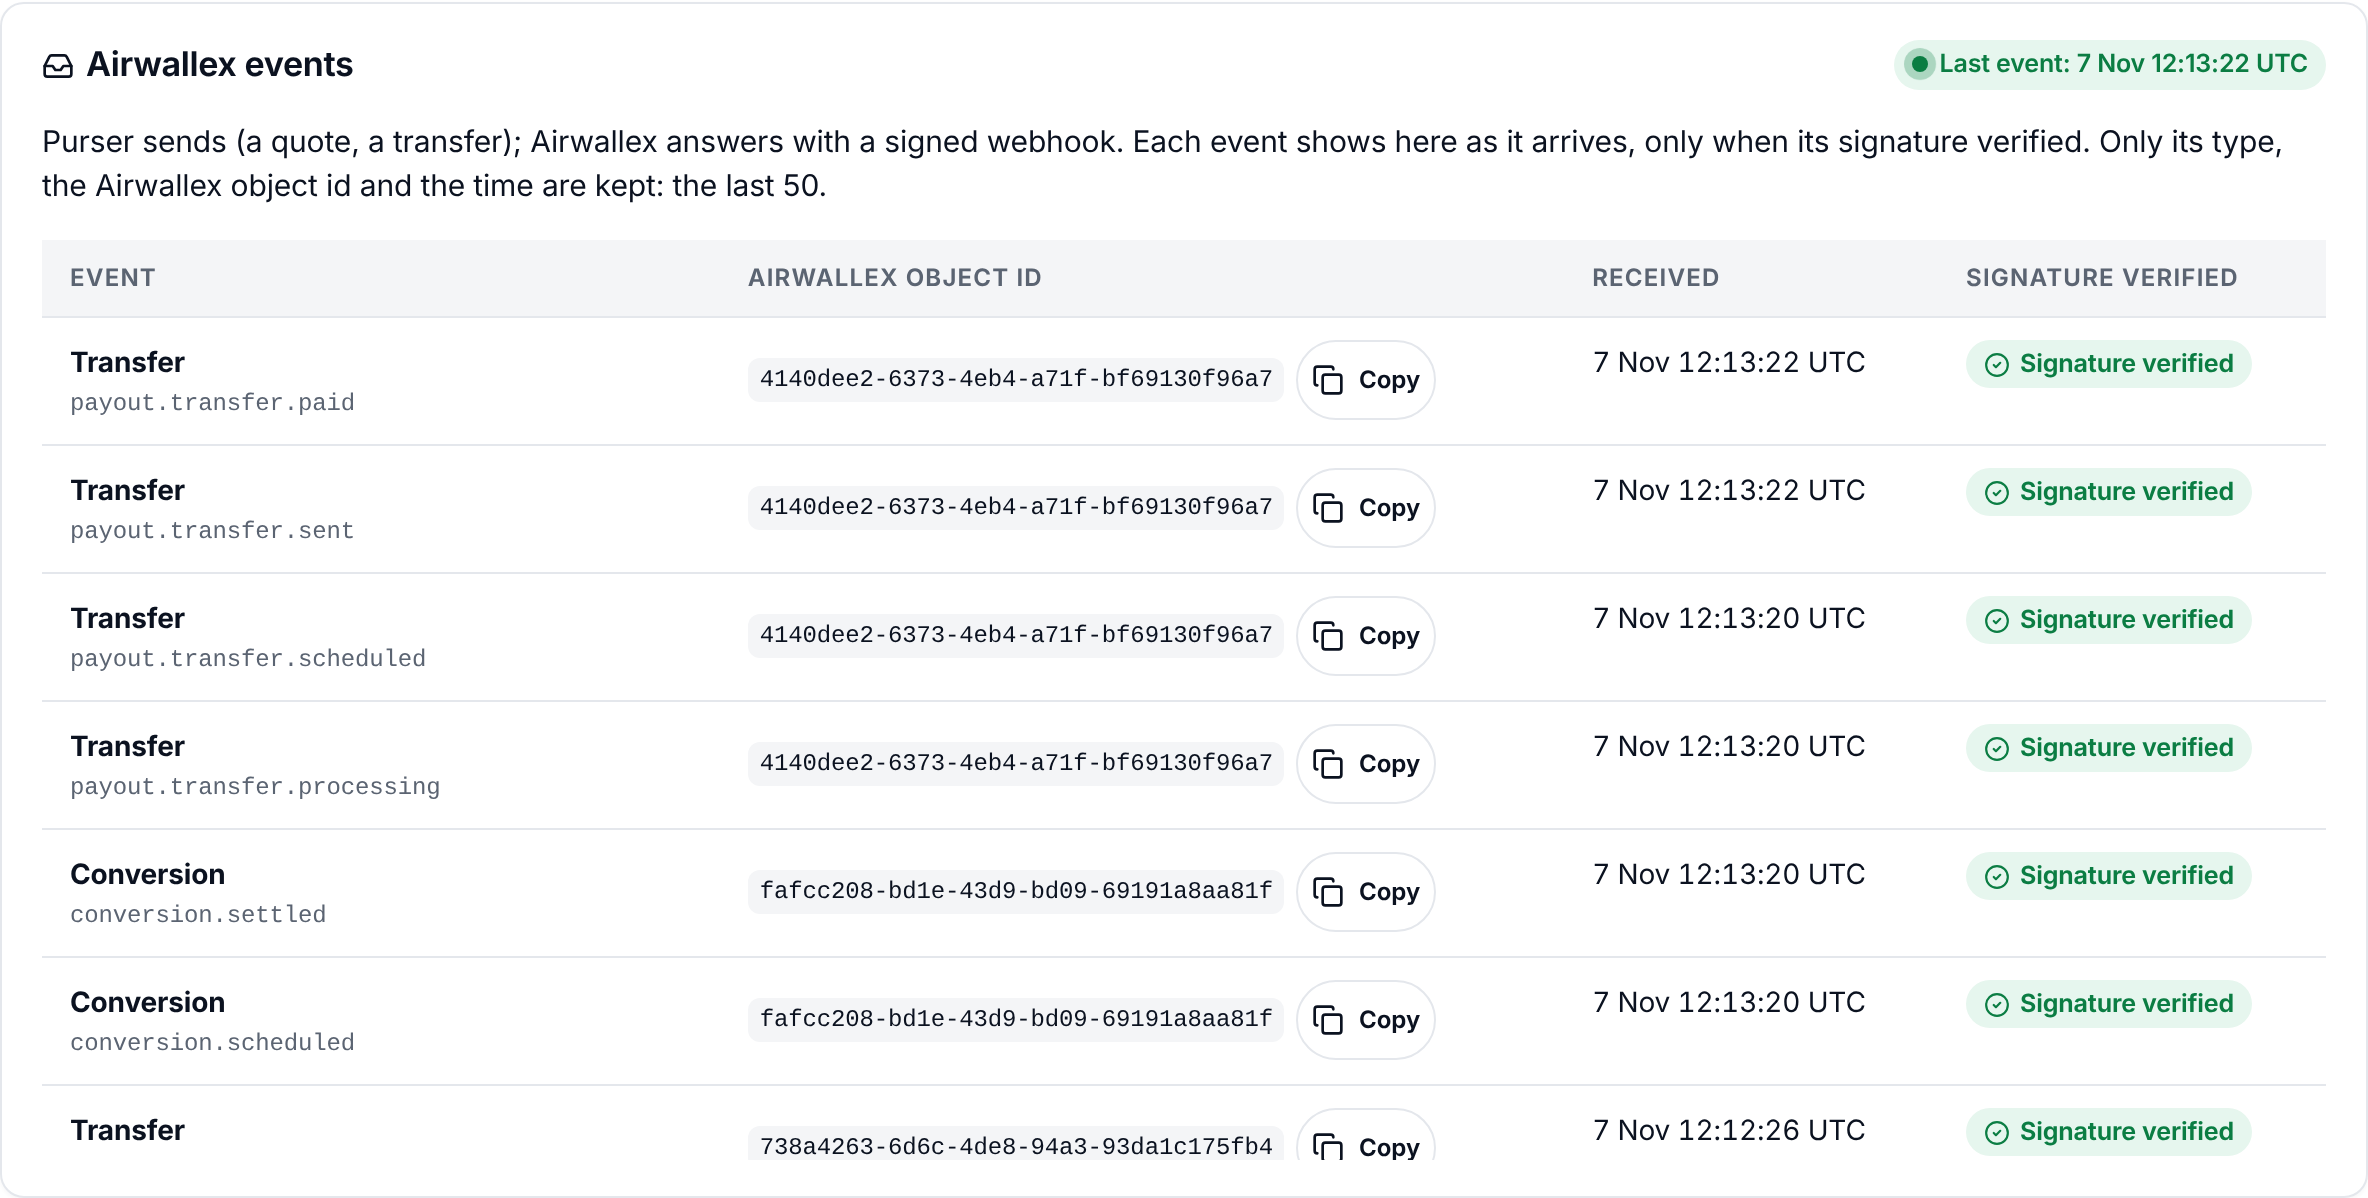 Airwallex events
Last event: 7 Nov 12:13:22 UTC
Purser sends (a quote, a transfer); Airwallex answers with a signed webhook. Each event shows here as it arrives, only when its signature verified. Only its type,
the Airwallex object id and the time are kept: the last 50.
EVENT AIRWALLEX OBJECT ID RECEIVED SIGNATURE VERIFIED
Transfer
payout.transfer.paid
4140dee2-6373-4eb4-a71f-bf69130f96a7 Copy 7 Nov 12:13:22 UTC Signature verified
Transfer
payout.transfer.sent
4140dee2-6373-4eb4-a71f-bf69130f96a7 Copy 7 Nov 12:13:22 UTC Signature verified
Transfer
payout.transfer.scheduled
4140dee2-6373-4eb4-a71f-bf69130f96a7 Copy 7 Nov 12:13:20 UTC Signature verified
Transfer
payout.transfer.processing
4140dee2-6373-4eb4-a71f-bf69130f96a7 Copy 7 Nov 12:13:20 UTC Signature verified
Conversion
conversion.settled
fafcc208-bd1e-43d9-bd09-69191a8aa81f Copy 7 Nov 12:13:20 UTC Signature verified
Conversion
conversion.scheduled
fafcc208-bd1e-43d9-bd09-69191a8aa81f Copy 7 Nov 12:13:20 UTC Signature verified
Transfer
738a4263-6d6c-4de8-94a3-93da1c175fb4 Copy 7 Nov 12:12:26 UTC Signature verified